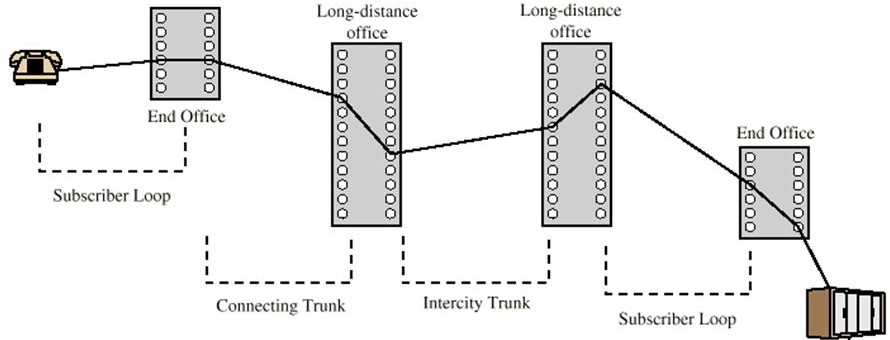 Long-distance
office
Long-distance
office
End Office
End Office
Subscriber Loop
Connecting Trunk
Intercity Trunk
Subscriber Loop